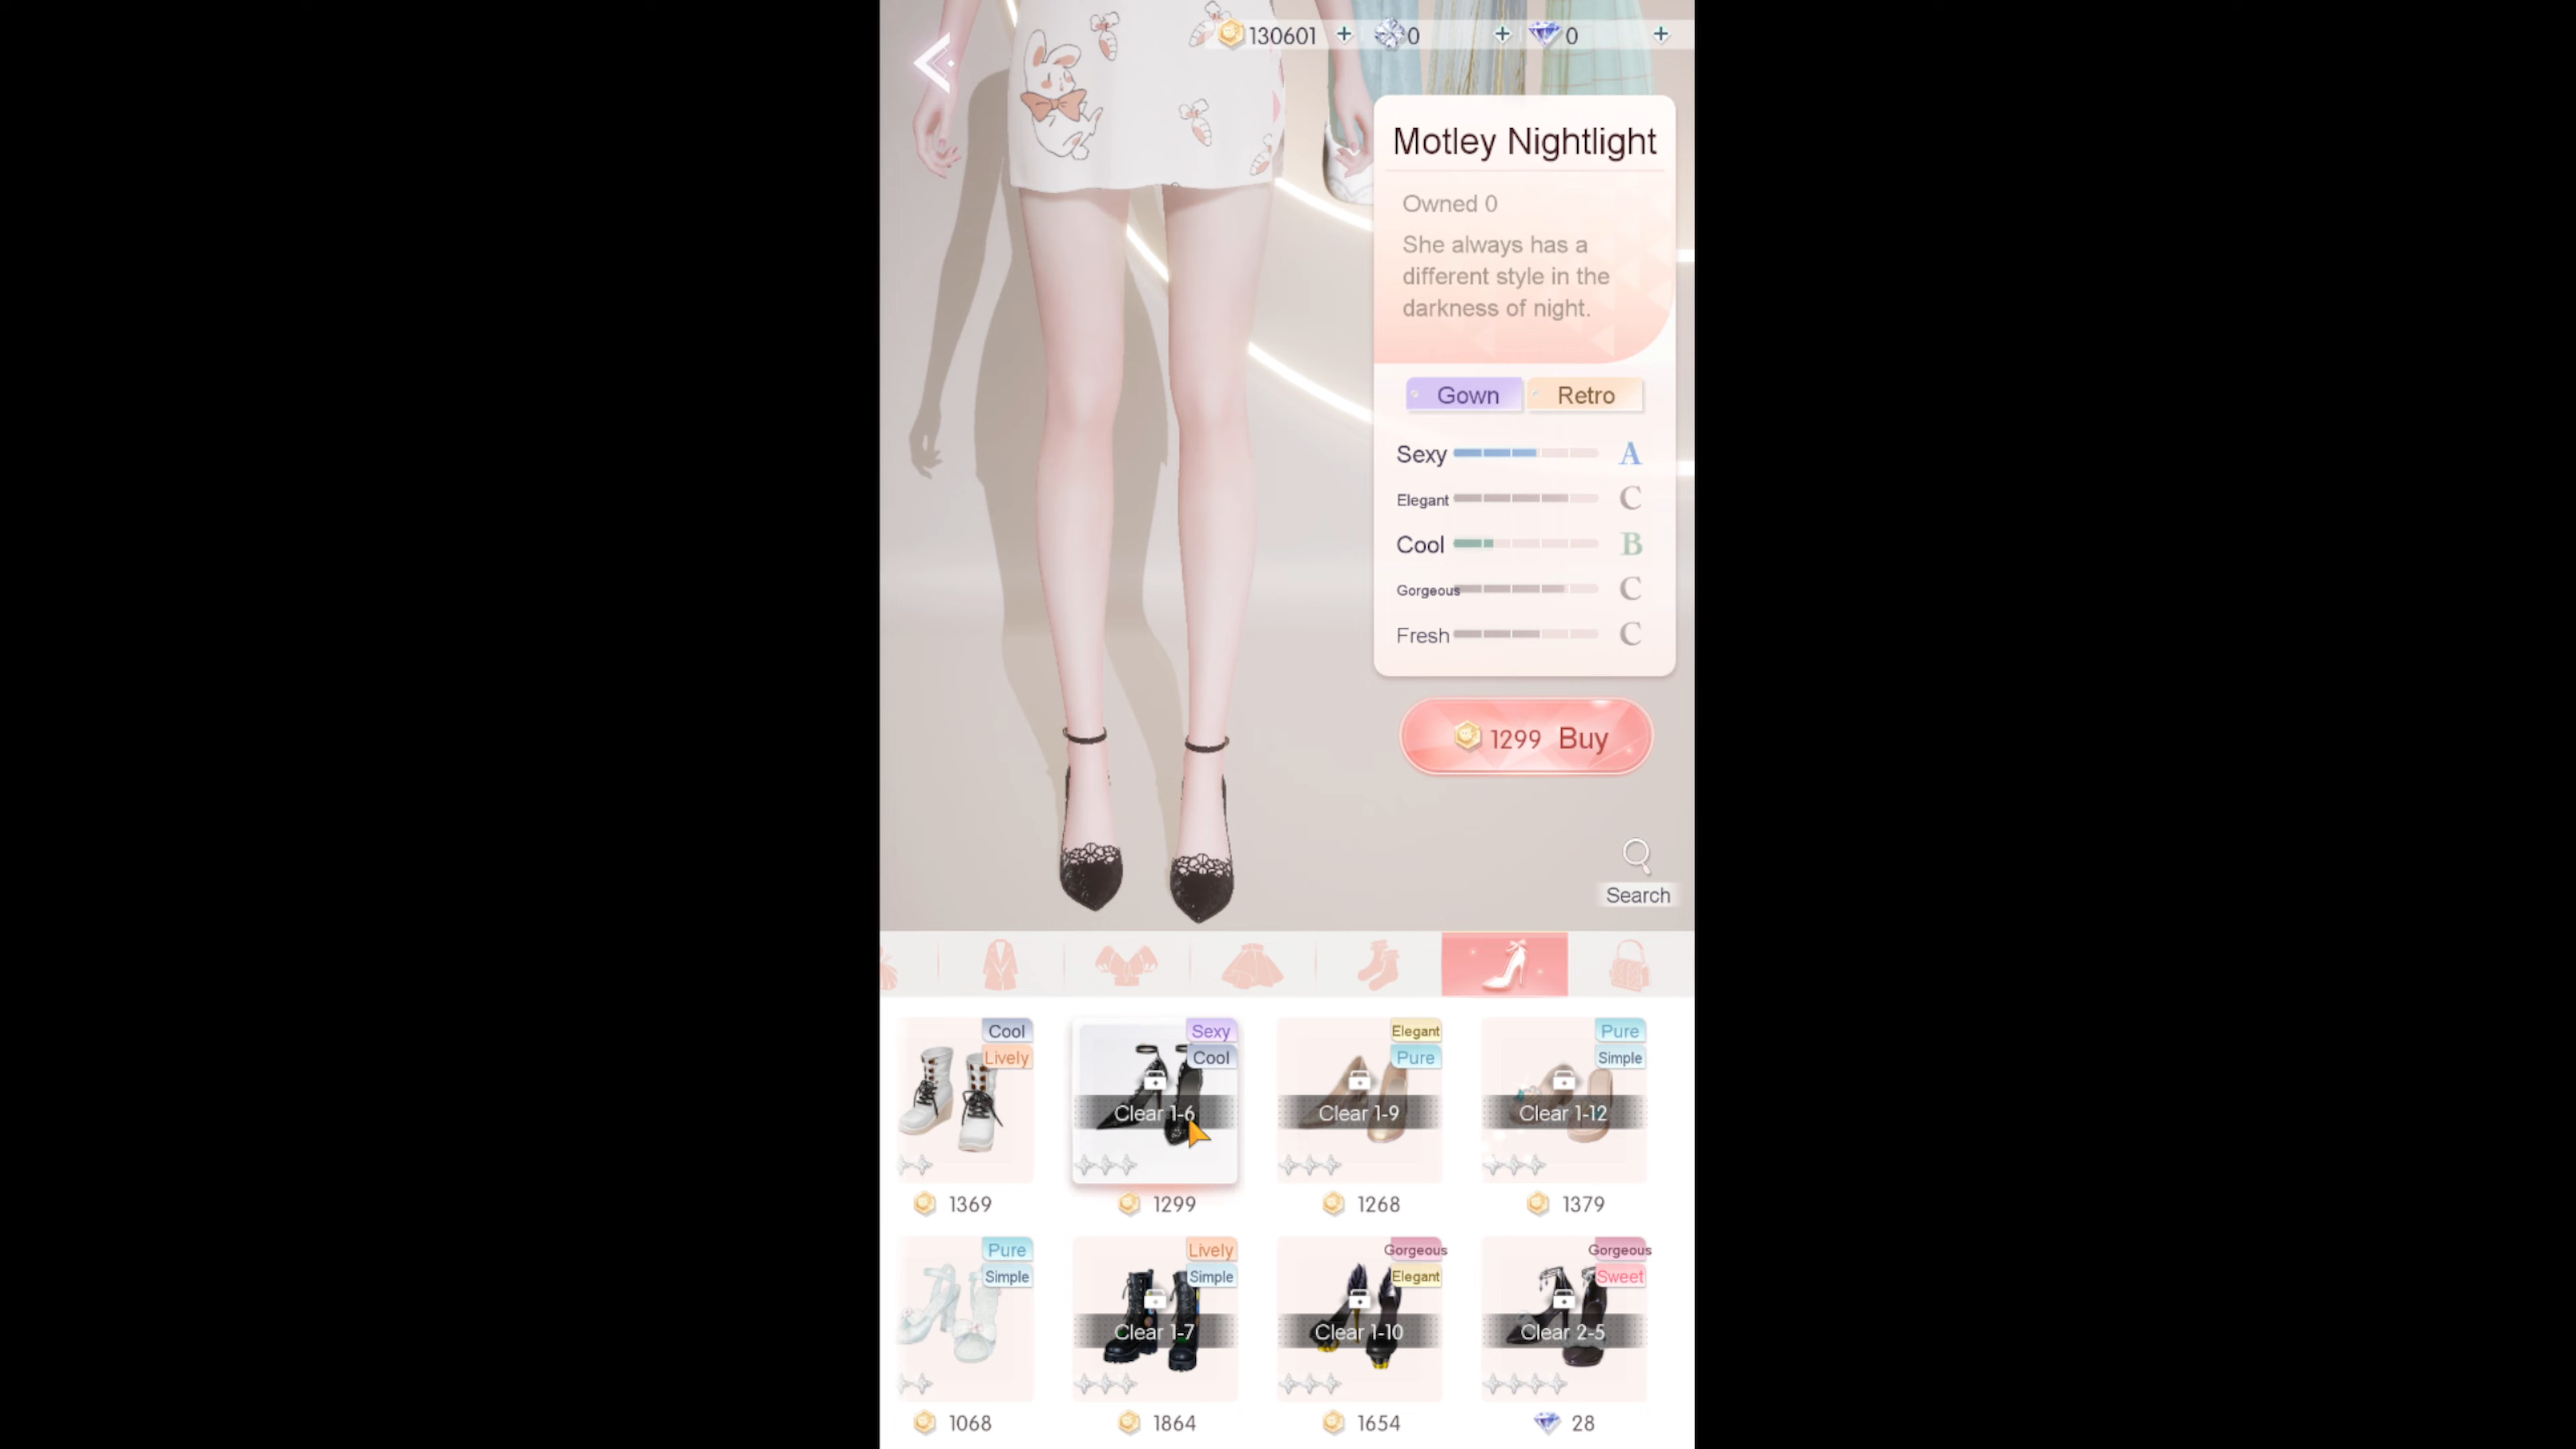 130601
0
0
Motley Nightlight
Owned 0
She always has a
different style in the
darkness of night.
Gown Retro
Sexy A
Elegant C
Cool B
Gorgeous C
Fresh C
1299 Buy
Search
Cool
Lively
1369
Sexy
Cool
Clear 1-6
1299
Elegant
Pure
Clear 1-9
1268
Pure
Simple
Clear 1-12
1379
Pure
Simple
1068
Lively
Simple
Clear 1-7
1864
Gorgeous
Elegant
Clear 1-10
1654
Gorgeous
Sweet
Clear 2-5
28